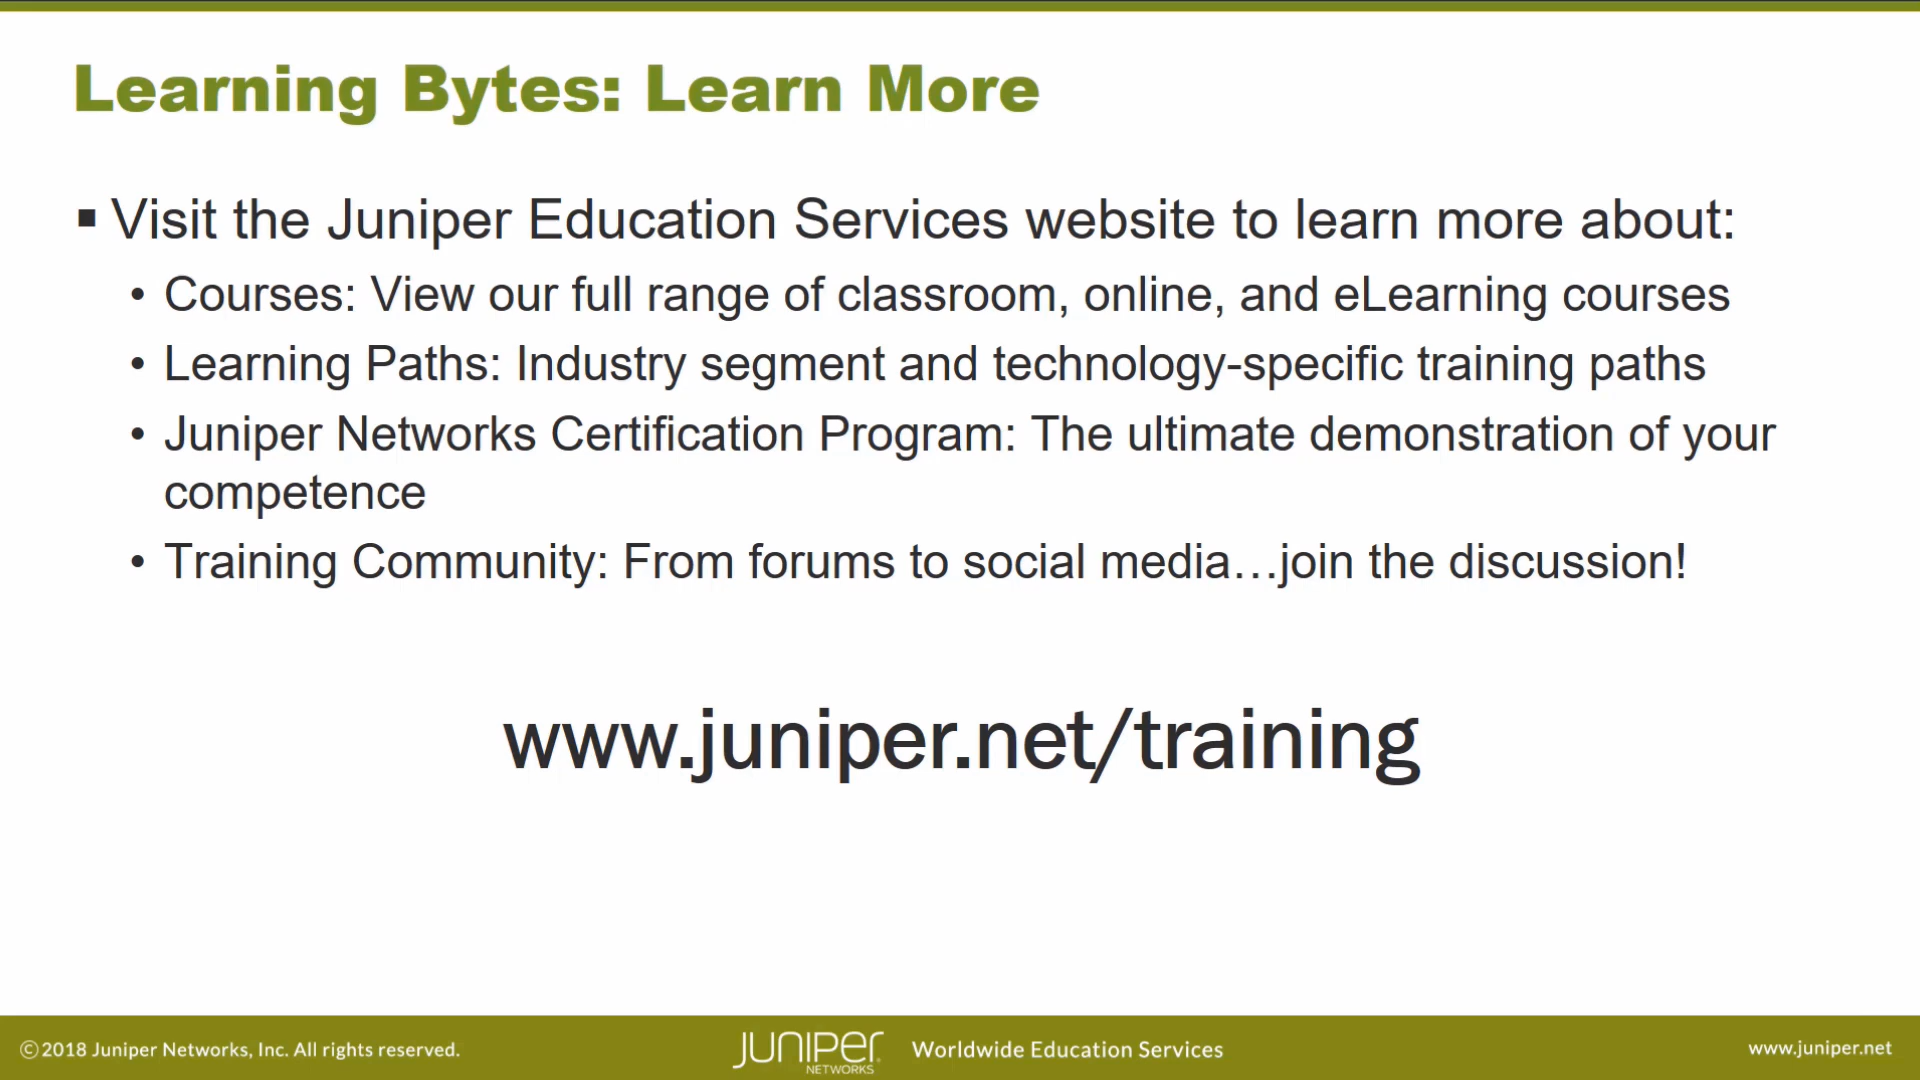 Learning Bytes: Learn More
▪ Visit the Juniper Education Services website to learn more about:
• Courses: View our full range of classroom, online, and eLearning courses
• Learning Paths: Industry segment and technology-specific training paths
• Juniper Networks Certification Program: The ultimate demonstration of your
competence
• Training Community: From forums to social media…join the discussion!
www.juniper.net/training
©2018 Juniper Networks, Inc. All rights reserved.
JUNIPEr
NETWORKS
Worldwide Education Services
www.juniper.net